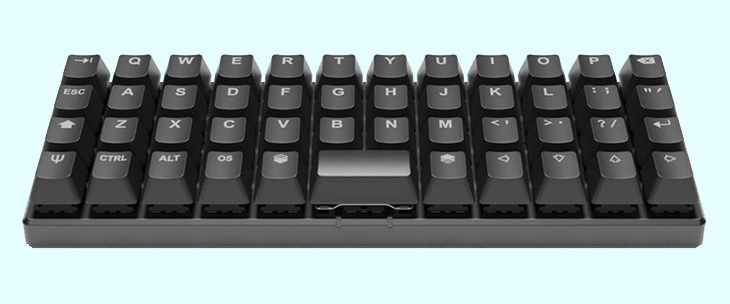 Q W E R T Y U I O P
ESC A S D F G H J K L : ; " '
Z X C V B N M < , > . ? /
CTRL ALT OS